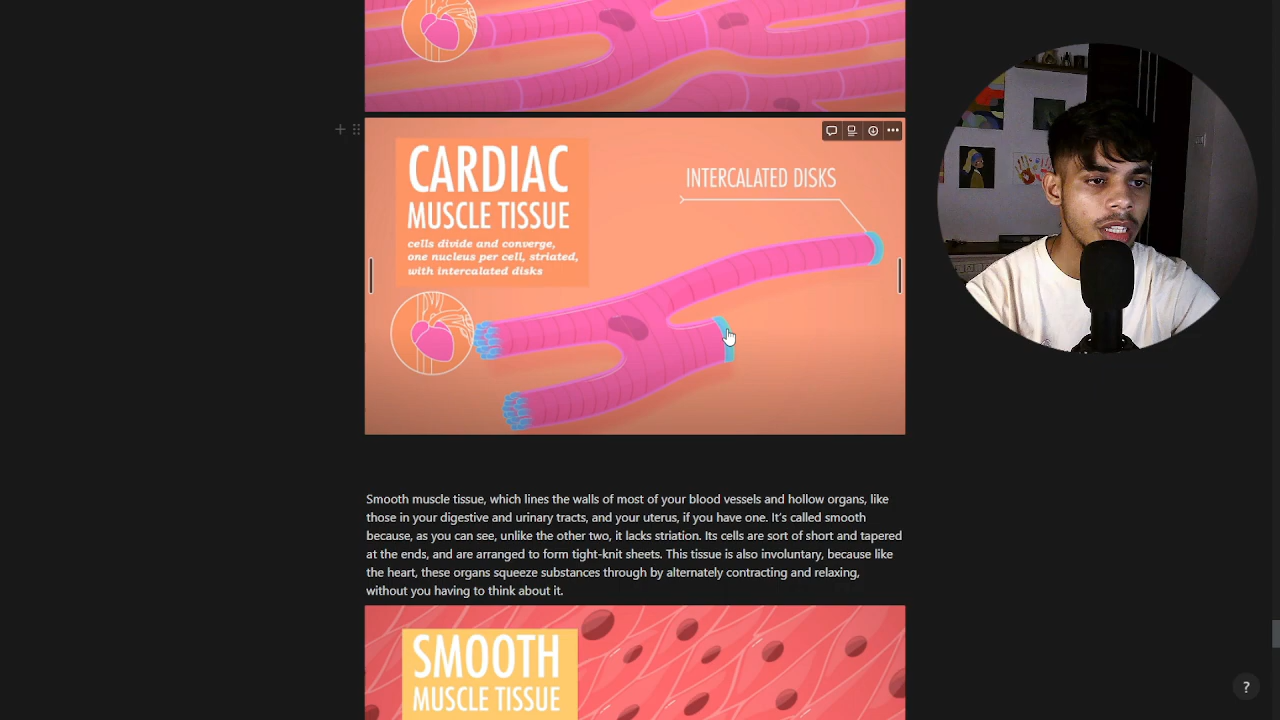 CARDIAC
MUSCLE TISSUE
cells divide and converge,
one nucleus per cell, striated,
with intercalated disks
INTERCALATED DISKS
Smooth muscle tissue, which lines the walls of most of your blood vessels and hollow organs, like
those in your digestive and urinary tracts, and your uterus, if you have one. It's called smooth
because, as you can see, unlike the other two, it lacks striation. Its cells are sort of short and tapered
at the ends, and are arranged to form tight-knit sheets. This tissue is also involuntary, because like
the heart, these organs squeeze substances through by alternately contracting and relaxing,
without you having to think about it.
SMOOTH
MUSCLE TISSUE
?